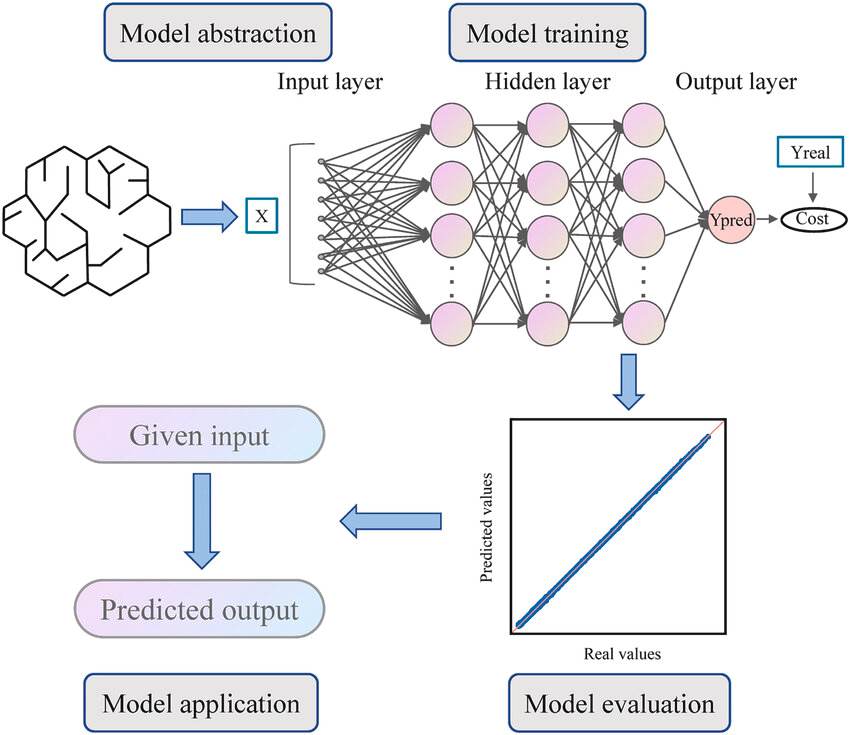 Model abstraction
Model training
Input layer
Hidden layer
Output layer
X
Yreal
Ypred
Cost
Given input
Predicted output
Predicted values
Real values
Model application
Model evaluation